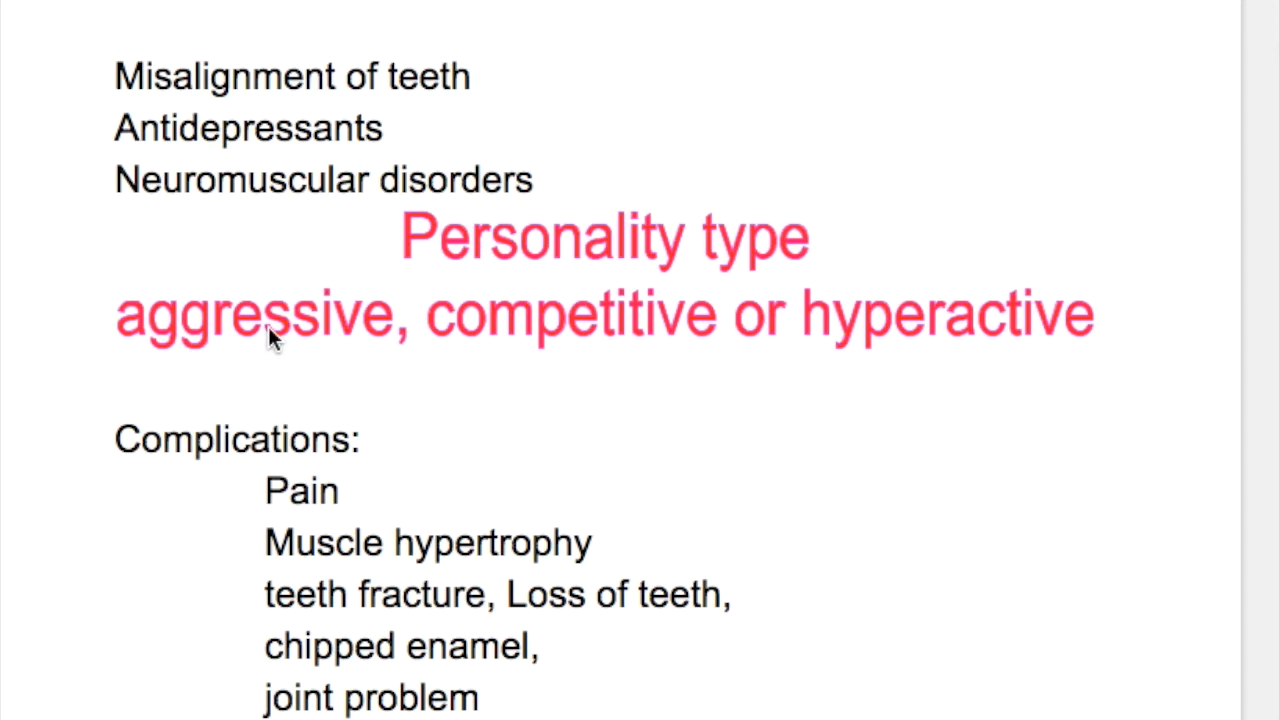 Misalignment of teeth
Antidepressants
Neuromuscular disorders
Personality type
aggressive, competitive or hyperactive
Complications:
Pain
Muscle hypertrophy
teeth fracture, Loss of teeth,
chipped enamel,
joint problem